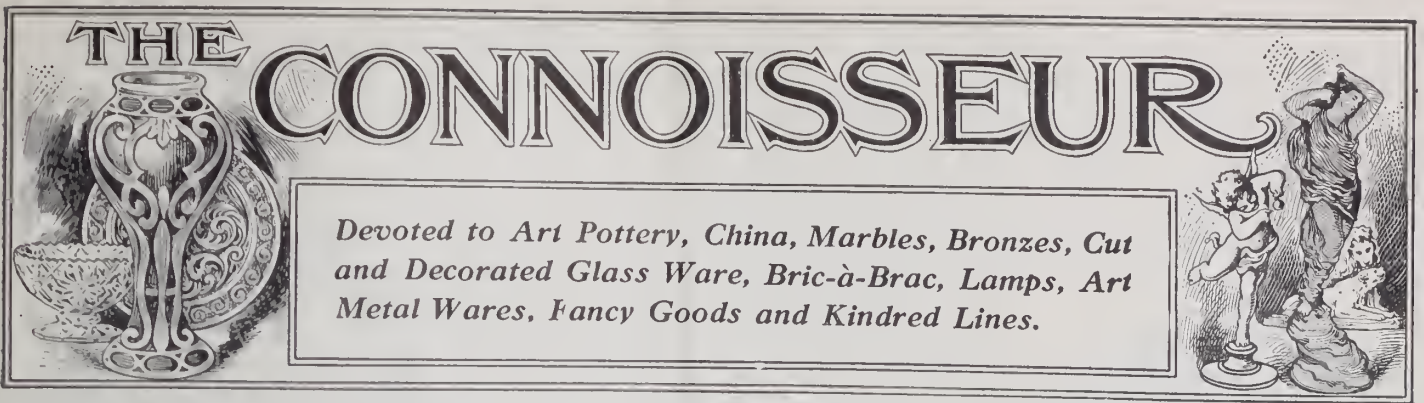 THE
CONNOISSEUR
Devoted to Art Pottery, China, Marbles, Bronzes, Cut
and Decorated Glass Ware, Bric-à-Brac, Lamps, Art
Metal Wares, Fancy Goods and Kindred Lines.